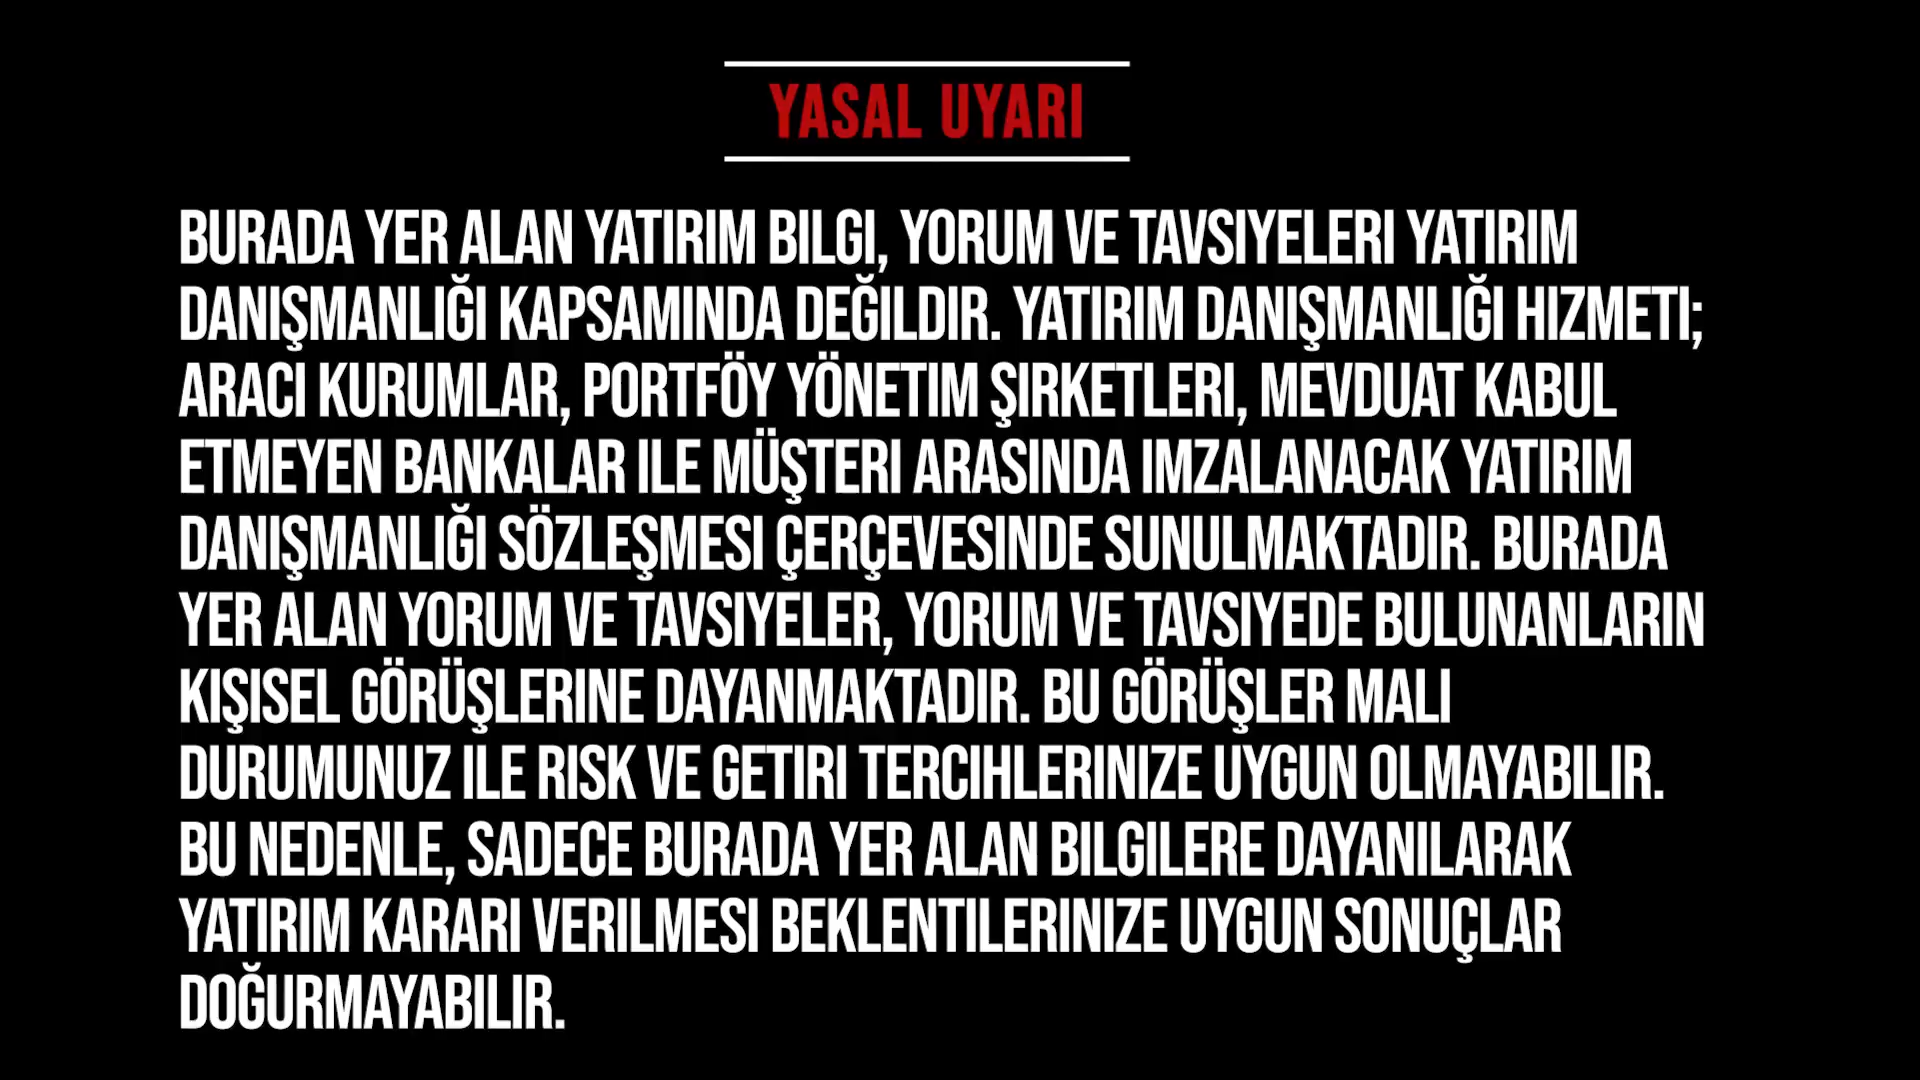 YASAL UYARI
BURADA YER ALAN YATIRIM BILGI, YORUM VE TAVSIYELERI YATIRIM
DANIŞMANLIĞI KAPSAMINDA DEĞILDIR. YATIRIM DANIŞMANLIĞI HIZMETI;
ARACI KURUMLAR, PORTFÖY YÖNETIM ŞIRKETLERI, MEVDUAT KABUL
ETMEYEN BANKALAR ILE MÜŞTERI ARASINDA IMZALANACAK YATIRIM
DANIŞMANLIĞI SÖZLEŞMESI ÇERÇEVESINDE SUNULMAKTADIR. BURADA
YER ALAN YORUM VE TAVSIYELER, YORUM VE TAVSIYEDE BULUNANLARIN
KIŞISEL GÖRÜŞLERINE DAYANMAKTADIR. BU GÖRÜŞLER MALI
DURUMUNUZ ILE RISK VE GETIRI TERCIHLERINIZE UYGUN OLMAYABILIR.
BU NEDENLE, SADECE BURADA YER ALAN BILGILERE DAYANILARAK
YATIRIM KARARI VERILMESI BEKLENTILERINIZE UYGUN SONUÇLAR
DOĞURMAYABILIR.